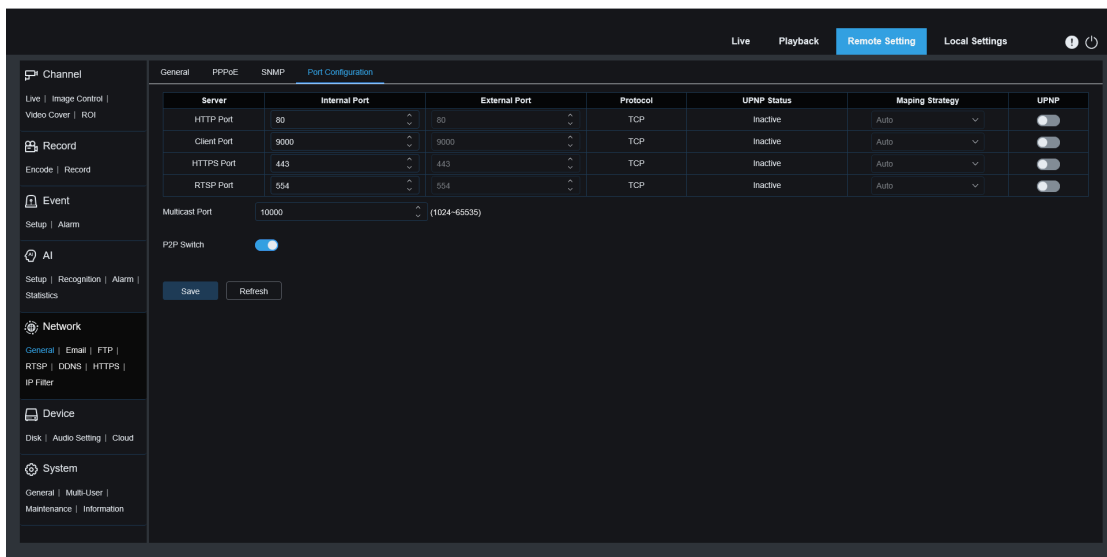 Live Playback Remote Setting Local Settings
Channel
Live | Image Control |
Video Cover | ROI
Record
Encode | Record
Event
Setup | Alarm
AI
Setup | Recognition | Alarm |
Statistics
Network
General | Email | FTP |
RTSP | DDNS | HTTPS |
IP Filter
Device
Disk | Audio Setting | Cloud
System
General | Multi-User |
Maintenance | Information
General PPPoE SNMP Port Configuration
Server Internal Port External Port Protocol UPNP Status Maping Strategy UPNP
HTTP Port 80 80 TCP Inactive Auto
Client Port 9000 9000 TCP Inactive Auto
HTTPS Port 443 443 TCP Inactive Auto
RTSP Port 554 554 TCP Inactive Auto
Multicast Port 10000 (1024~65535)
P2P Switch
Save Refresh